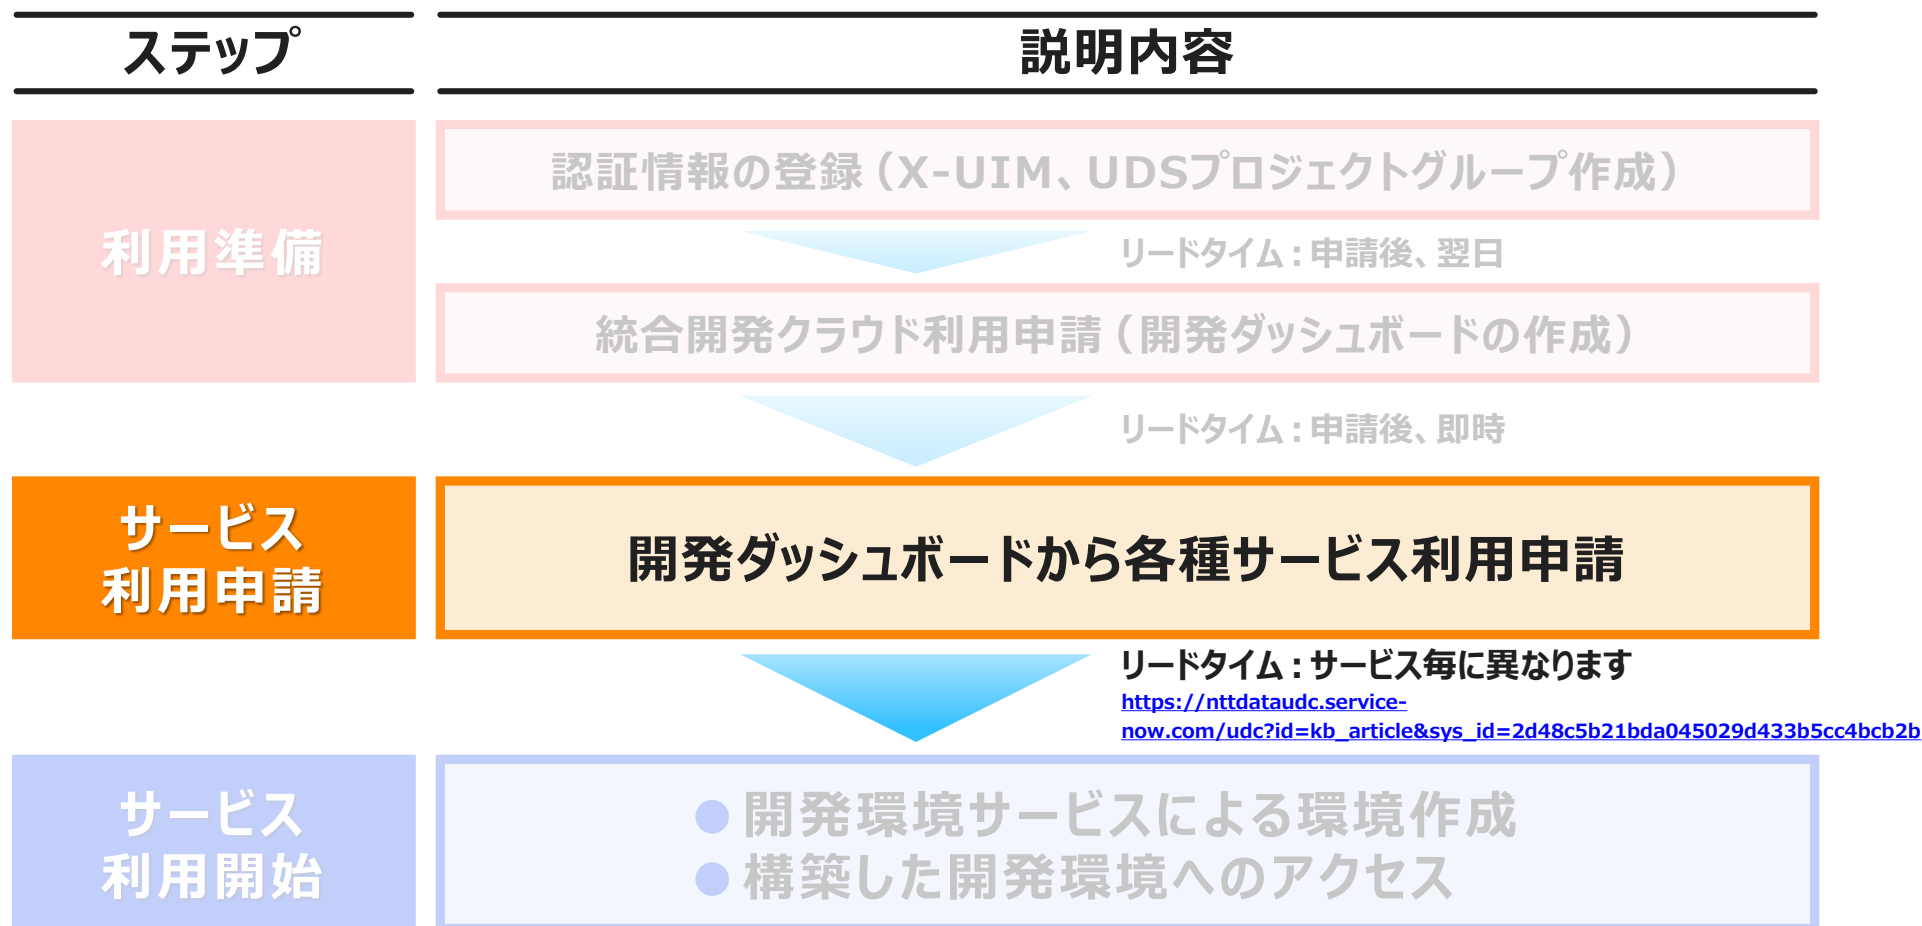 ステップ
説明内容
利用準備
認証情報の登録（X-UIM、UDSプロジェクトグループ作成）
リードタイム：申請後、翌日
統合開発クラウド利用申請（開発ダッシュボードの作成）
リードタイム：申請後、即時
サービス
利用申請
開発ダッシュボードから各種サービス利用申請
リードタイム：サービス毎に異なります
https://nttdataudc.service-
now.com/udc?id=kb_article&sys_id=2d48c5b21bda045029d433b5cc4bcb2b
サービス
利用開始
●開発環境サービスによる環境作成
●構築した開発環境へのアクセス